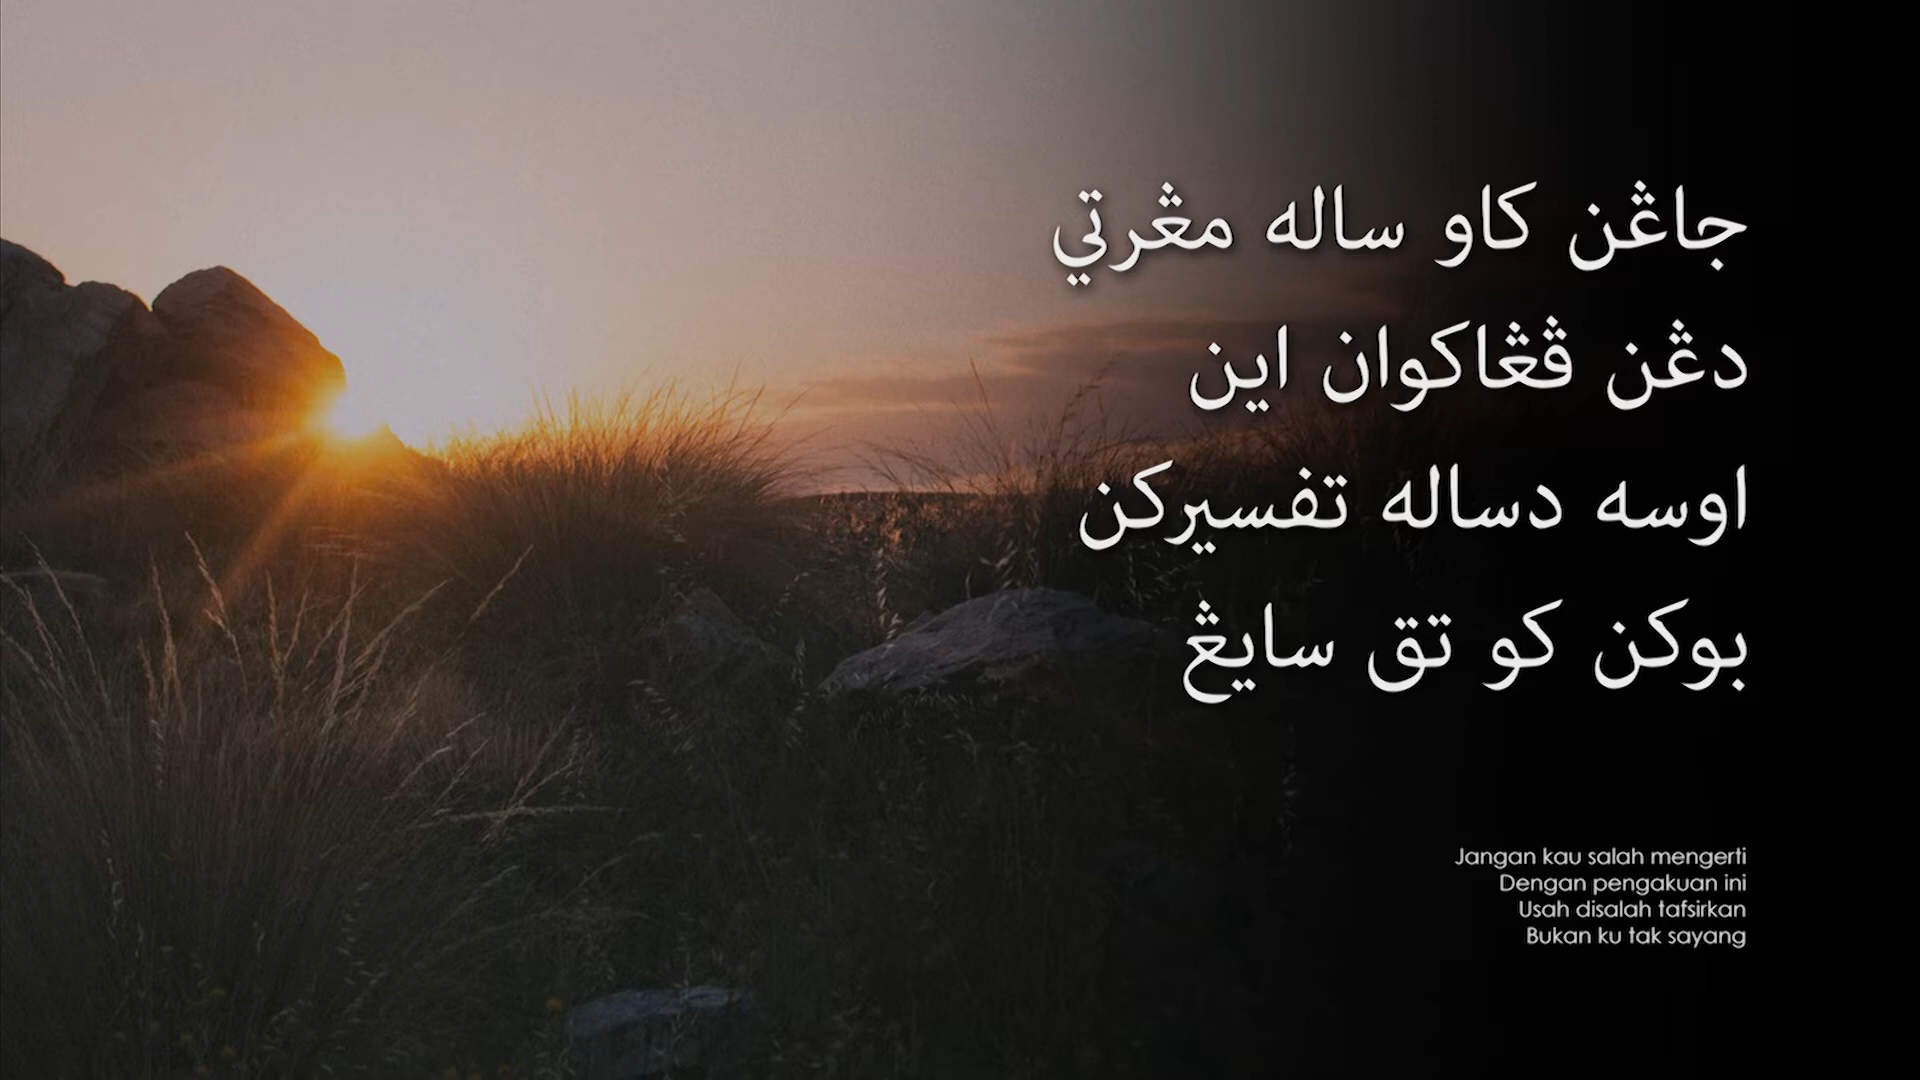 جاڠن كاو ساله مڠرتي
دڠن ڤڠاكوان اين
اوسه دساله تفسيركن
بوكن كو تق سايڠ
Jangan kau salah mengerti
Dengan pengakuan ini
Usah disalah tafsirkan
Bukan ku tak sayang